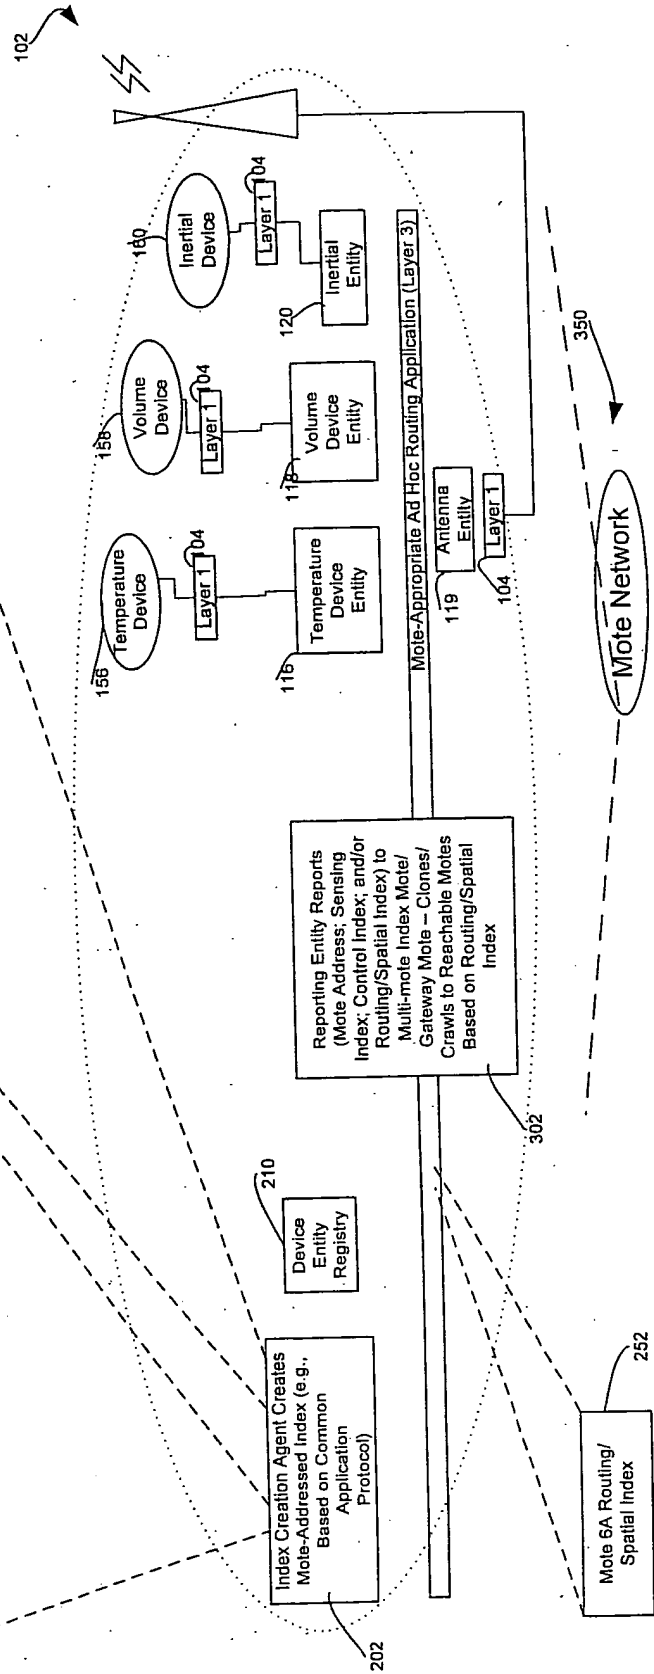 102
160
Inertial
Device
104
Layer 1
120
Inertial
Entity
158
Volume
Device
104
Layer 1
118
Volume
Device
Entity
156
Temperature
Device
104
Layer 1
116
Temperature
Device
Entity
Mote-Appropriate Ad Hoc Routing Application (Layer 3)
Antenna
Entity
119
Layer 1
104
350
Mote Network
Reporting Entity Reports
(Mote Address; Sensing
Index; Control Index; and/or
Routing/Spatial Index) to
Multi-mote Index Mote/
Gateway Mote – Clones/
Crawls to Reachable Motes
Based on Routing/Spatial
Index
302
210
Device
Entity
Registry
Index Creation Agent Creates
Mote-Addressed Index (e.g.,
Based on Common
Application
Protocol)
202
252
Mote 6A Routing/
Spatial Index